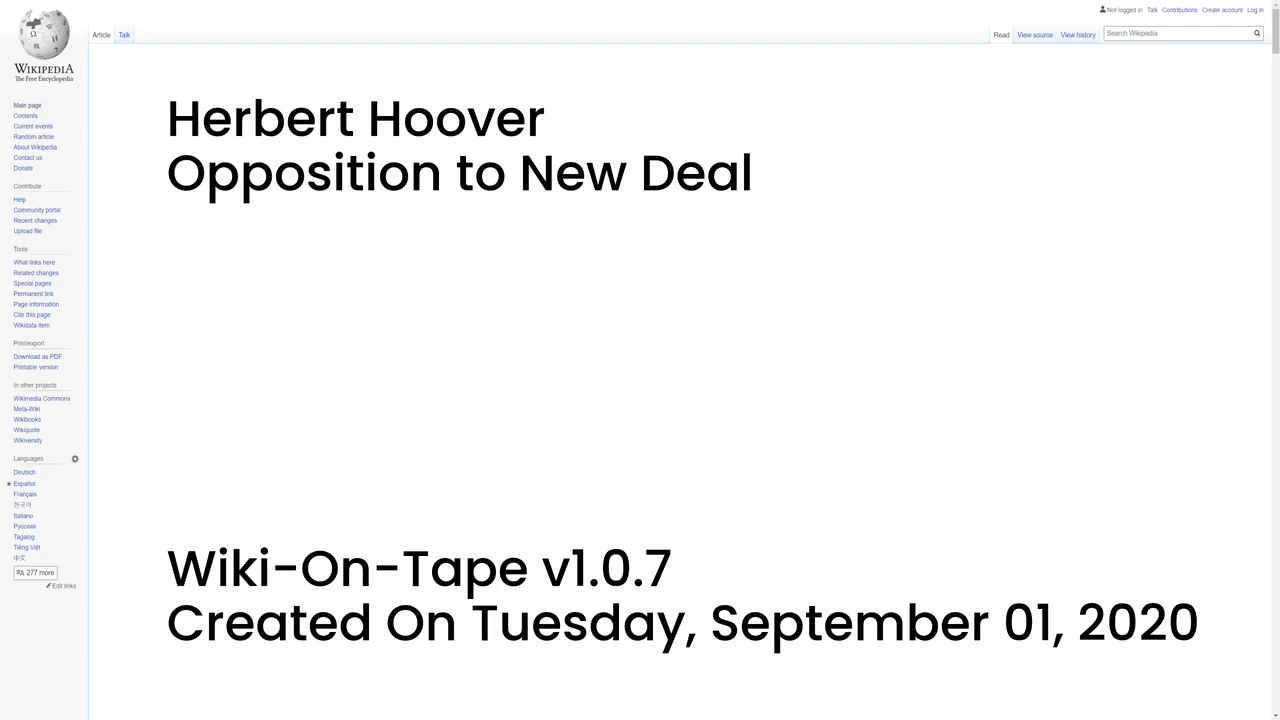 Not logged in Talk Contributions Create account Log in
Article Talk Read View source View history Search Wikipedia
WIKIPEDIA
The Free Encyclopedia
Main page
Contents
Current events
Random article
About Wikipedia
Contact us
Donate
Contribute
Help
Community portal
Recent changes
Upload file
Tools
What links here
Related changes
Special pages
Permanent link
Page information
Cite this page
Wikidata item
Print/export
Download as PDF
Printable version
In other projects
Wikimedia Commons
Meta-Wiki
Wikibooks
Wikiquote
Wikiversity
Languages
Deutsch
Español
Français
한국어
Italiano
Русский
Tagalog
Tiếng Việt
中文
277 more
Edit links
Herbert Hoover
Opposition to New Deal
Wiki-On-Tape v1.0.7
Created On Tuesday, September 01, 2020